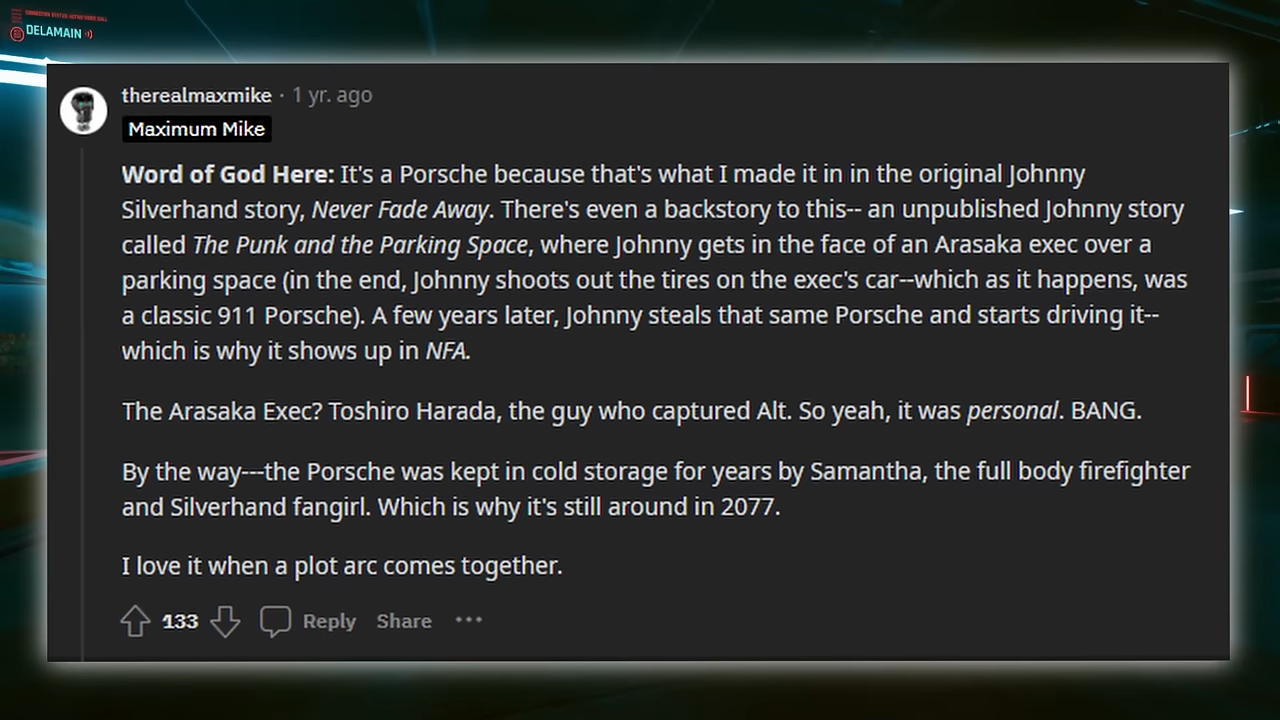 CONNECTION STATUS: ACTIVE VIDEO CALL
DELAMAIN
therealmaxmike · 1 yr. ago
Maximum Mike
Word of God Here: It's a Porsche because that's what I made it in in the original Johnny
Silverhand story, Never Fade Away. There's even a backstory to this-- an unpublished Johnny story
called The Punk and the Parking Space, where Johnny gets in the face of an Arasaka exec over a
parking space (in the end, Johnny shoots out the tires on the exec's car--which as it happens, was
a classic 911 Porsche). A few years later, Johnny steals that same Porsche and starts driving it--
which is why it shows up in NFA.
The Arasaka Exec? Toshiro Harada, the guy who captured Alt. So yeah, it was personal. BANG.
By the way---the Porsche was kept in cold storage for years by Samantha, the full body firefighter
and Silverhand fangirl. Which is why it's still around in 2077.
I love it when a plot arc comes together.
133 Reply Share ···